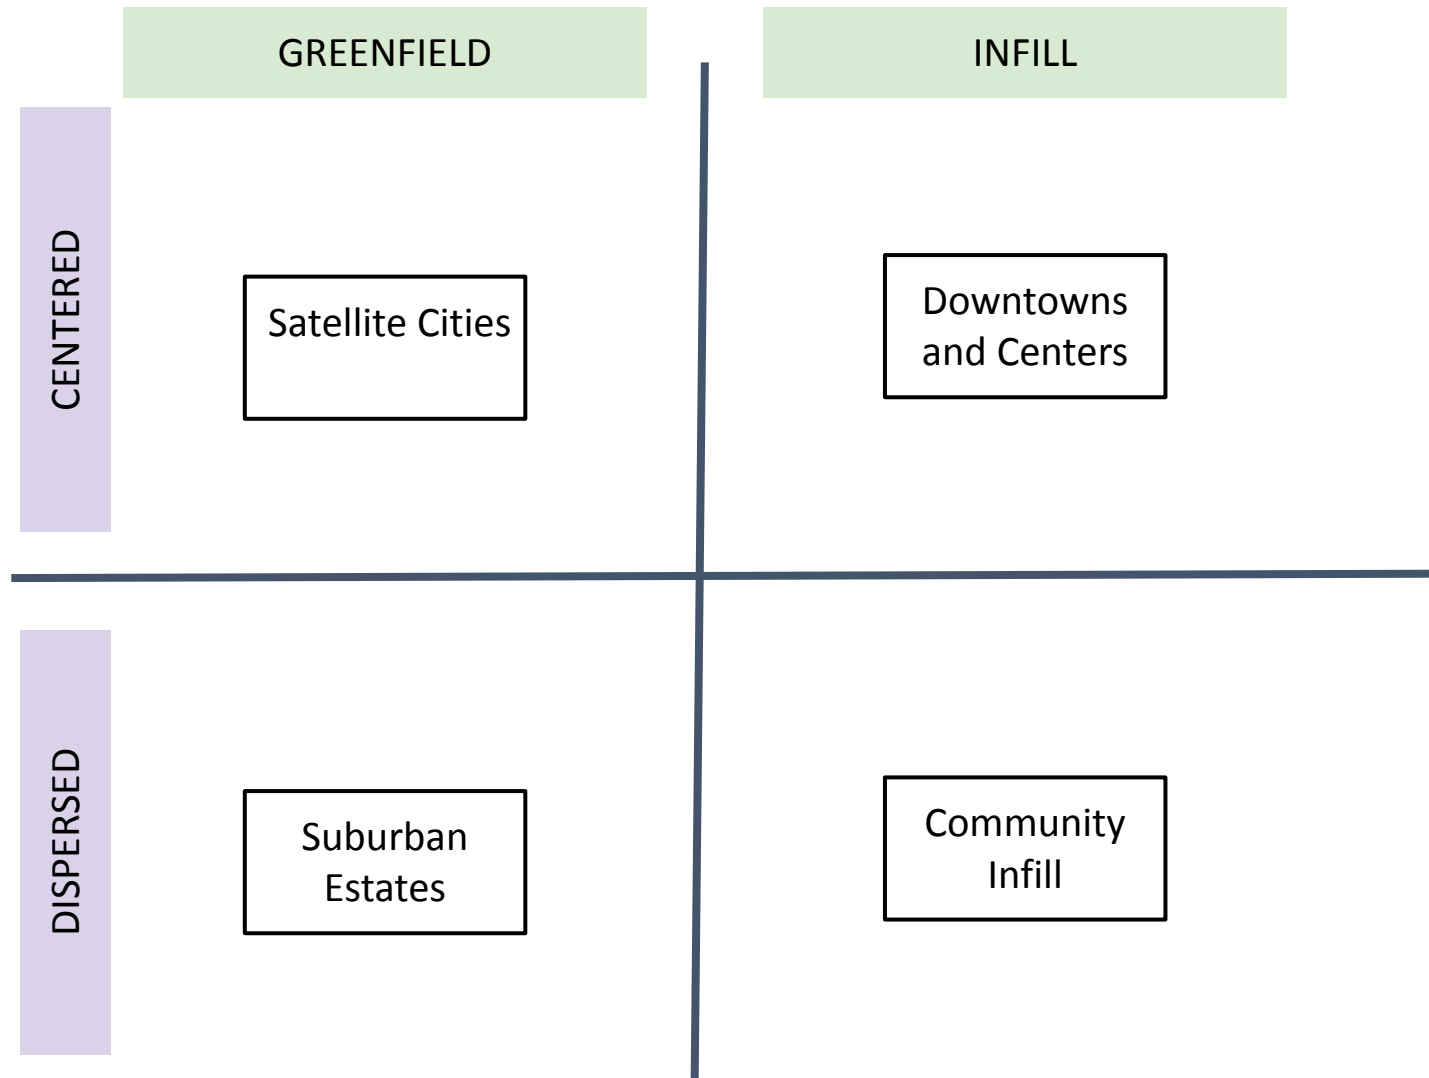 GREENFIELD
INFILL
CENTERED
Satellite Cities
Downtowns
and Centers
DISPERSED
Suburban
Estates
Community
Infill